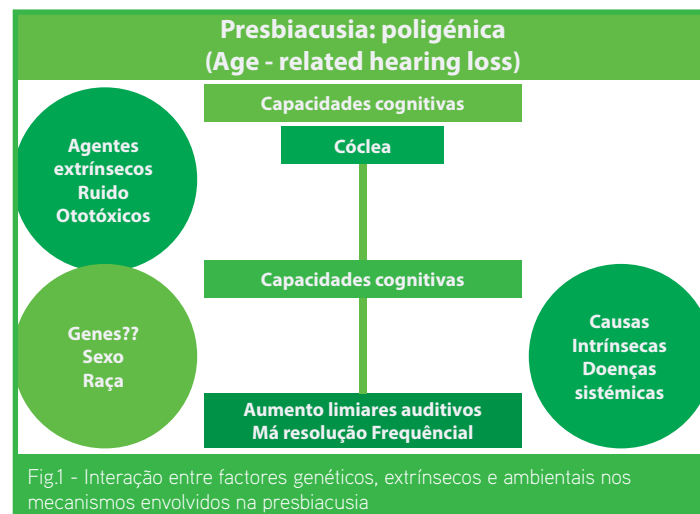 Presbiacusia: poligénica
(Age - related hearing loss)
Capacidades cognitivas
Agentes
extrínsecos
Ruido
Ototóxicos
Cóclea
Capacidades cognitivas
Genes??
Sexo
Raça
Causas
Intrínsecas
Doenças
sistémicas
Aumento limiares auditivos
Má resolução Frequêncial
Fig.1 - Interação entre factores genéticos, extrínsecos e ambientais nos
mecanismos envolvidos na presbiacusia